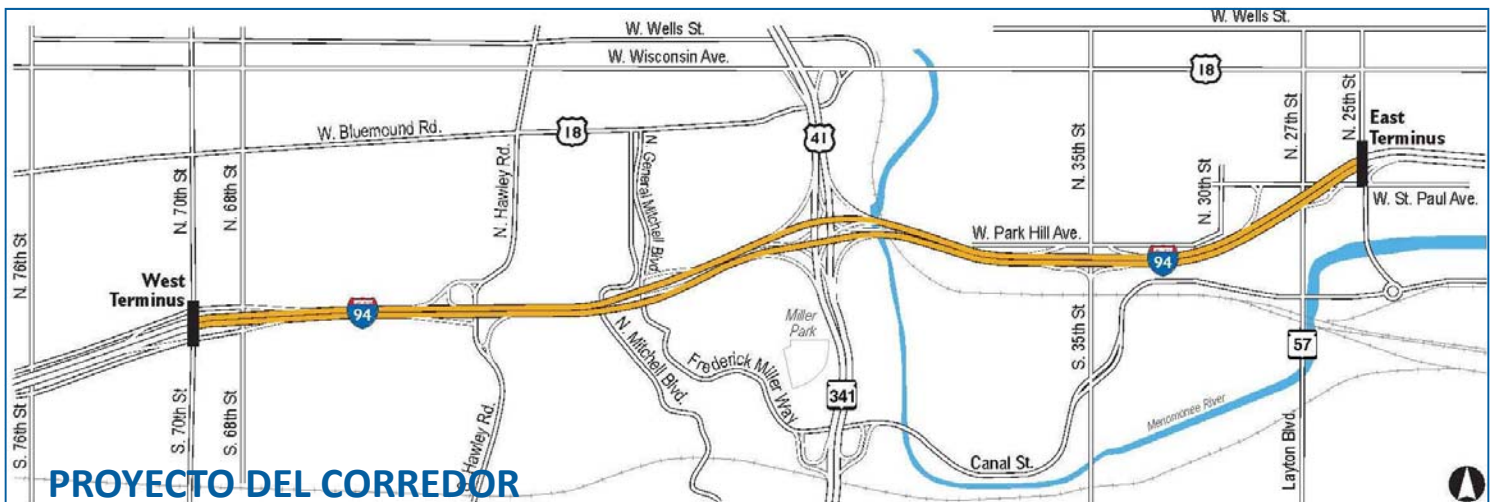 W. Wells St.
W. Wells St.
W. Wisconsin Ave.
18
W. Bluemound Rd.
18
41
N. 76th St
N. 70th St
N. 68th St
N. Hawley Rd.
N. General Mitchell Blvd
N. 35th St
N. 30th St
N. 27th St
N. 25th St
East
Terminus
W. St. Paul Ave.
W. Park Hill Ave.
94
West
Terminus
94
Miller
Park
N. Mitchell Blvd.
Frederick Miller Way
341
57
S. 76th St
S. 70th St
S. 68th St
S. Hawley Rd.
S. 35th St
Menomonee River
Layton Blvd.
Canal St.
PROYECTO DEL CORREDOR